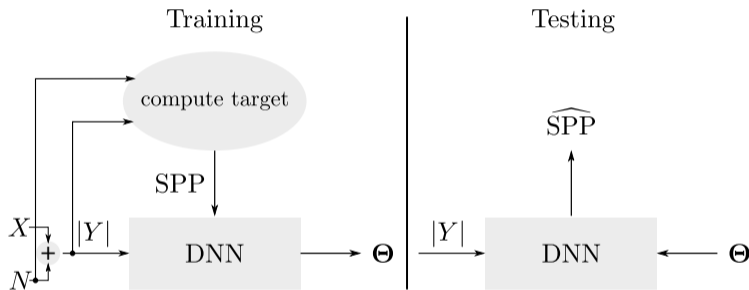 Training Testing
compute target
SPP
SPP
X |Y| DNN Θ |Y| DNN Θ
+
N